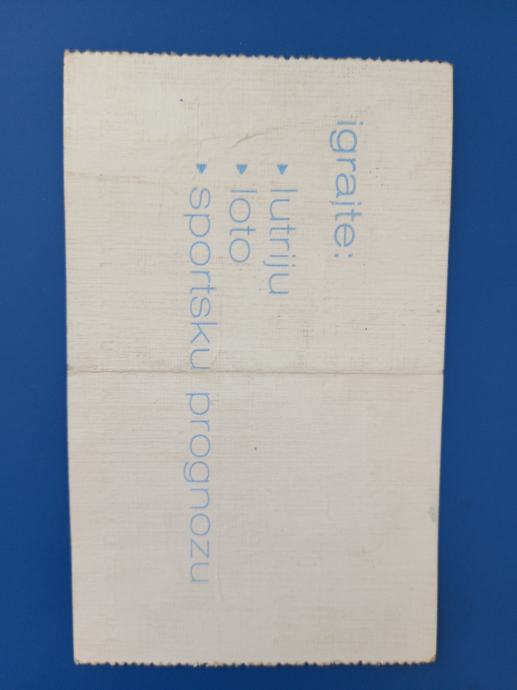 igrajte:
▸ lutriju
▸ loto
▸ sportsku prognozu